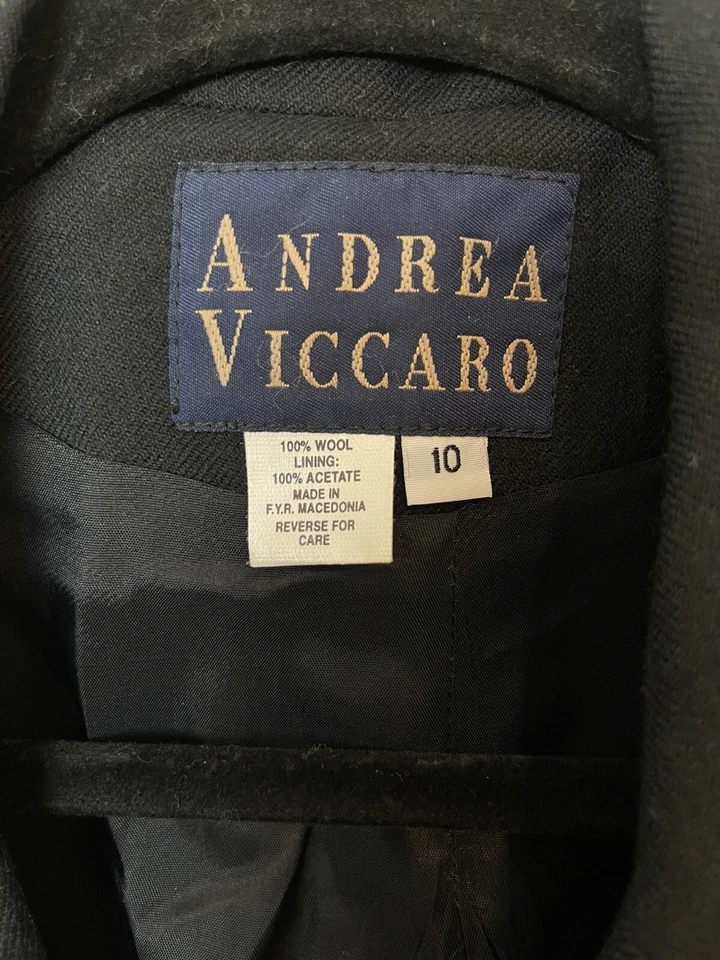 ANDREA
VICCARO
100% WOOL
LINING:
100% ACETATE
MADE IN
F.Y.R. MACEDONIA
REVERSE FOR
CARE
10